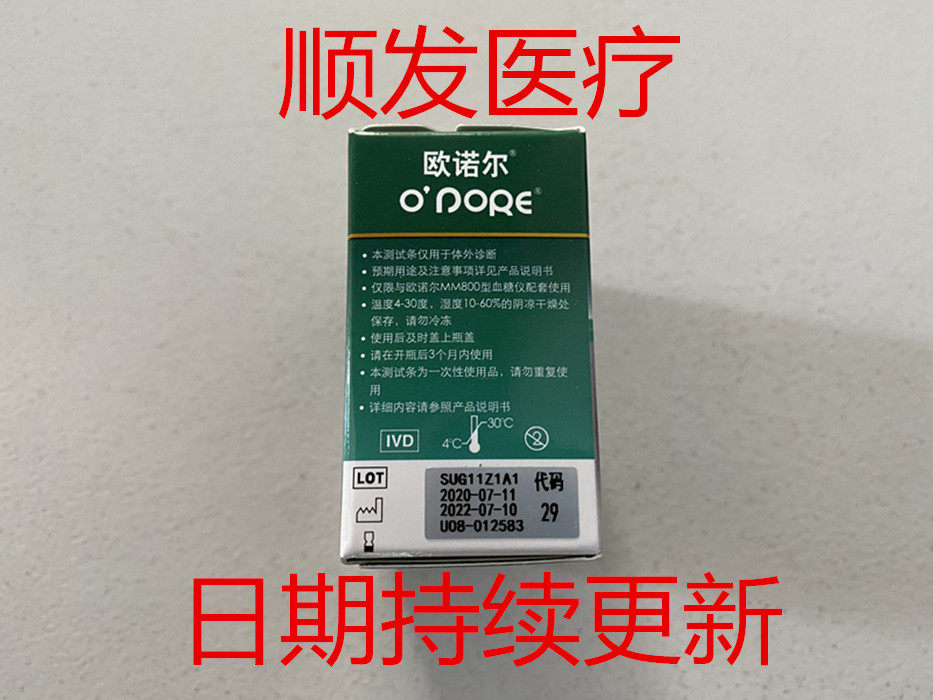 顺发医疗
欧诺尔®
O'NORE®
• 本测试条仅用于体外诊断
• 预期用途及注意事项详见产品说明书
• 仅限与欧诺尔MM800型血糖仪配套使用
• 温度4-30度，湿度10-60%的阴凉干燥处
保存，请勿冷冻
• 使用后及时盖上瓶盖
• 请在开瓶后3个月内使用
• 本测试条为一次性使用品，请勿重复使
用
• 详细内容请参照产品说明书
30℃
IVD
4℃
2
LOT
SUG11Z1A1 代码
2020-07-11
2022-07-10 29
U08-012583
日期持续更新